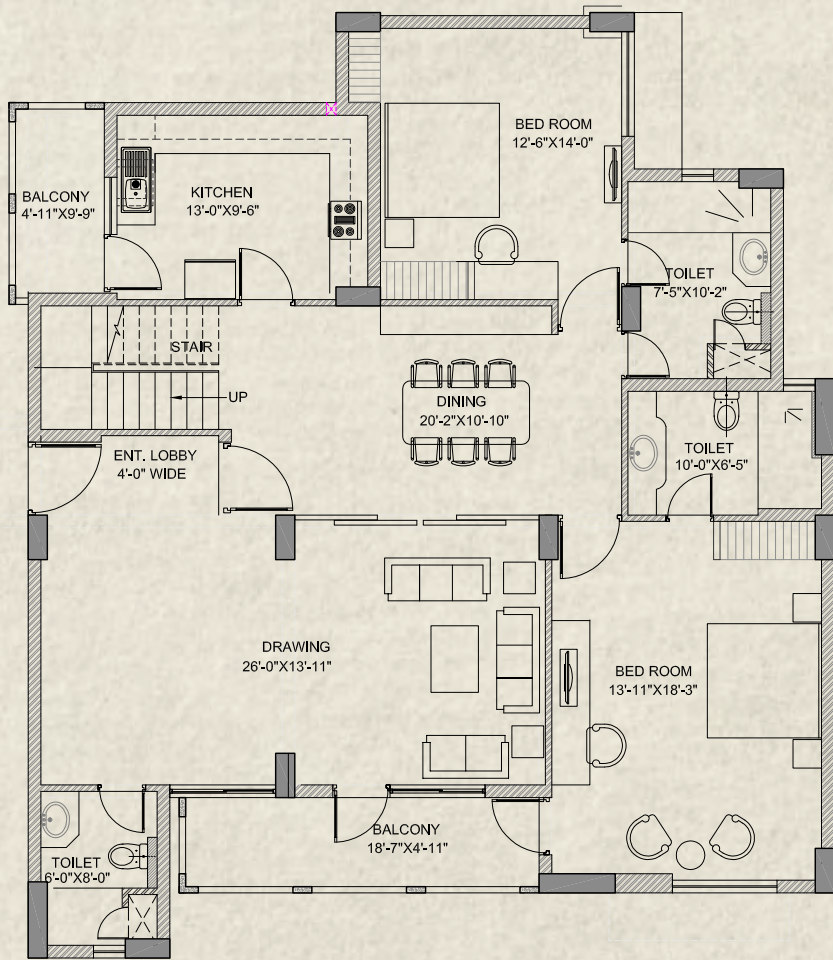 BED ROOM
12'-6"X14'-0"
BALCONY
4'-11"X9'-9"
KITCHEN
13'-0"X9'-6"
TOILET
7'-5"X10'-2"
STAIR
UP
DINING
20'-2"X10'-10"
ENT. LOBBY
4'-0" WIDE
TOILET
10'-0"X6'-5"
DRAWING
26'-0"X13'-11"
BED ROOM
13'-11"X18'-3"
BALCONY
18'-7"X4'-11"
TOILET
6'-0"X8'-0"